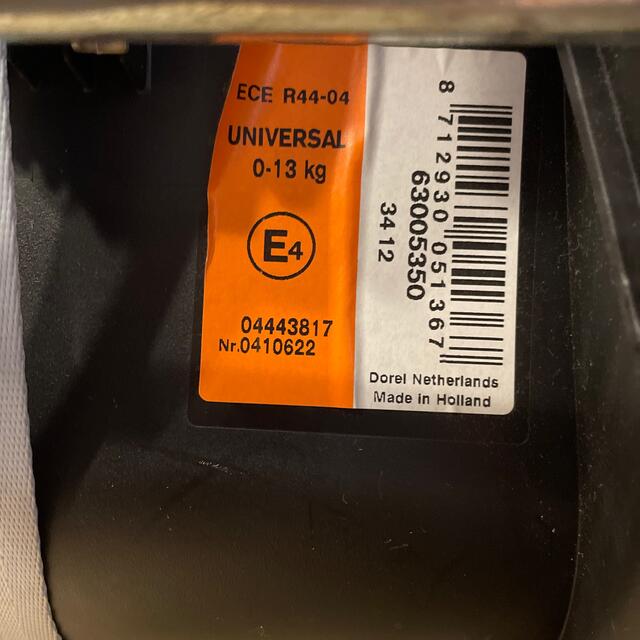 ECE R44-04
UNIVERSAL
0-13 kg
E4
04443817
Nr.0410622
8 712930 051367
63005350
34 12
Dorel Netherlands
Made in Holland